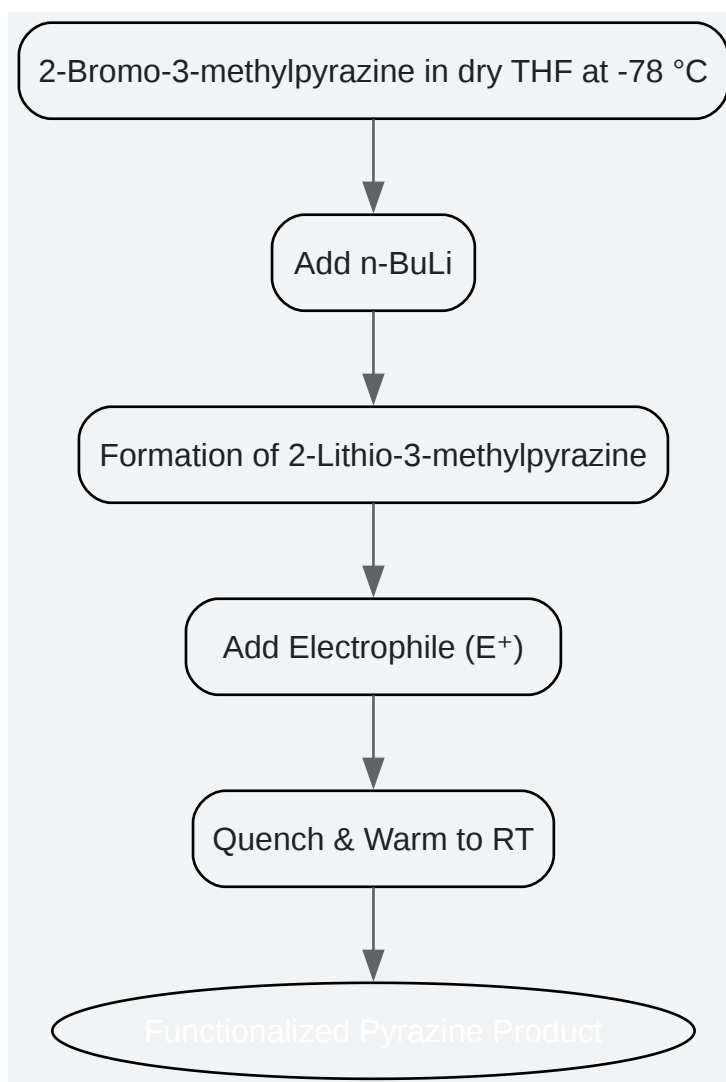 2-Bromo-3-methylpyrazine in dry THF at -78 °C
Add n-BuLi
Formation of 2-Lithio-3-methylpyrazine
Add Electrophile (E⁺)
Quench & Warm to RT
Functionalized Pyrazine Product